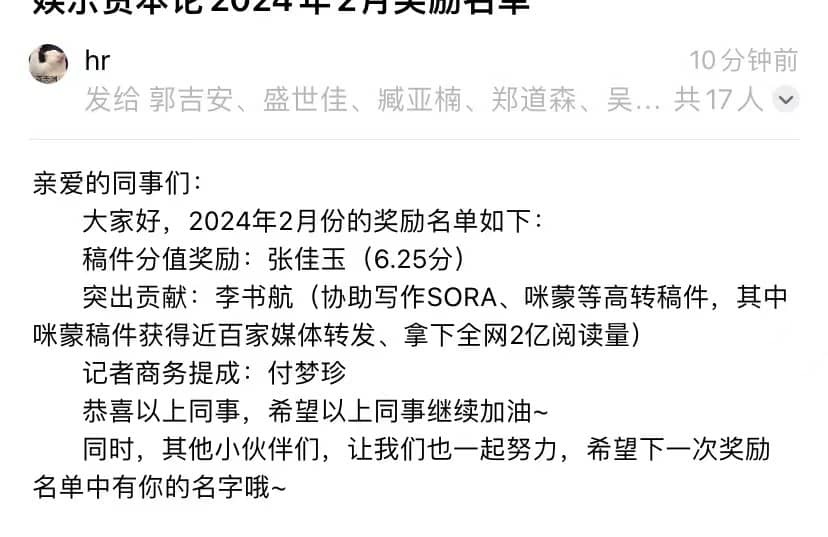 娱乐资本论2024年2月奖励名单
hr
10分钟前
发给 郭吉安、盛世佳、臧亚楠、郑道森、吴... 共17人
亲爱的同事们：
大家好，2024年2月份的奖励名单如下：
稿件分值奖励：张佳玉（6.25分）
突出贡献：李书航（协助写作SORA、咪蒙等高转稿件，其中
咪蒙稿件获得近百家媒体转发、拿下全网2亿阅读量）
记者商务提成：付梦珍
恭喜以上同事，希望以上同事继续加油~
同时，其他小伙伴们，让我们也一起努力，希望下一次奖励
名单中有你的名字哦~